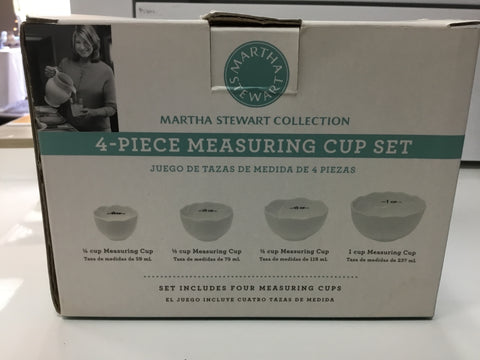 MARTHA STEWART
MARTHA STEWART COLLECTION
4-PIECE MEASURING CUP SET
JUEGO DE TAZAS DE MEDIDA DE 4 PIEZAS
1 CUP
¼ cup Measuring Cup
Taza de medidas de 59 mL
⅓ cup Measuring Cup
Taza de medidas de 79 mL
½ cup Measuring Cup
Taza de medidas de 118 mL
1 cup Measuring Cup
Taza de medidas de 237 mL
SET INCLUDES FOUR MEASURING CUPS
EL JUEGO INCLUYE CUATRO TAZAS DE MEDIDA